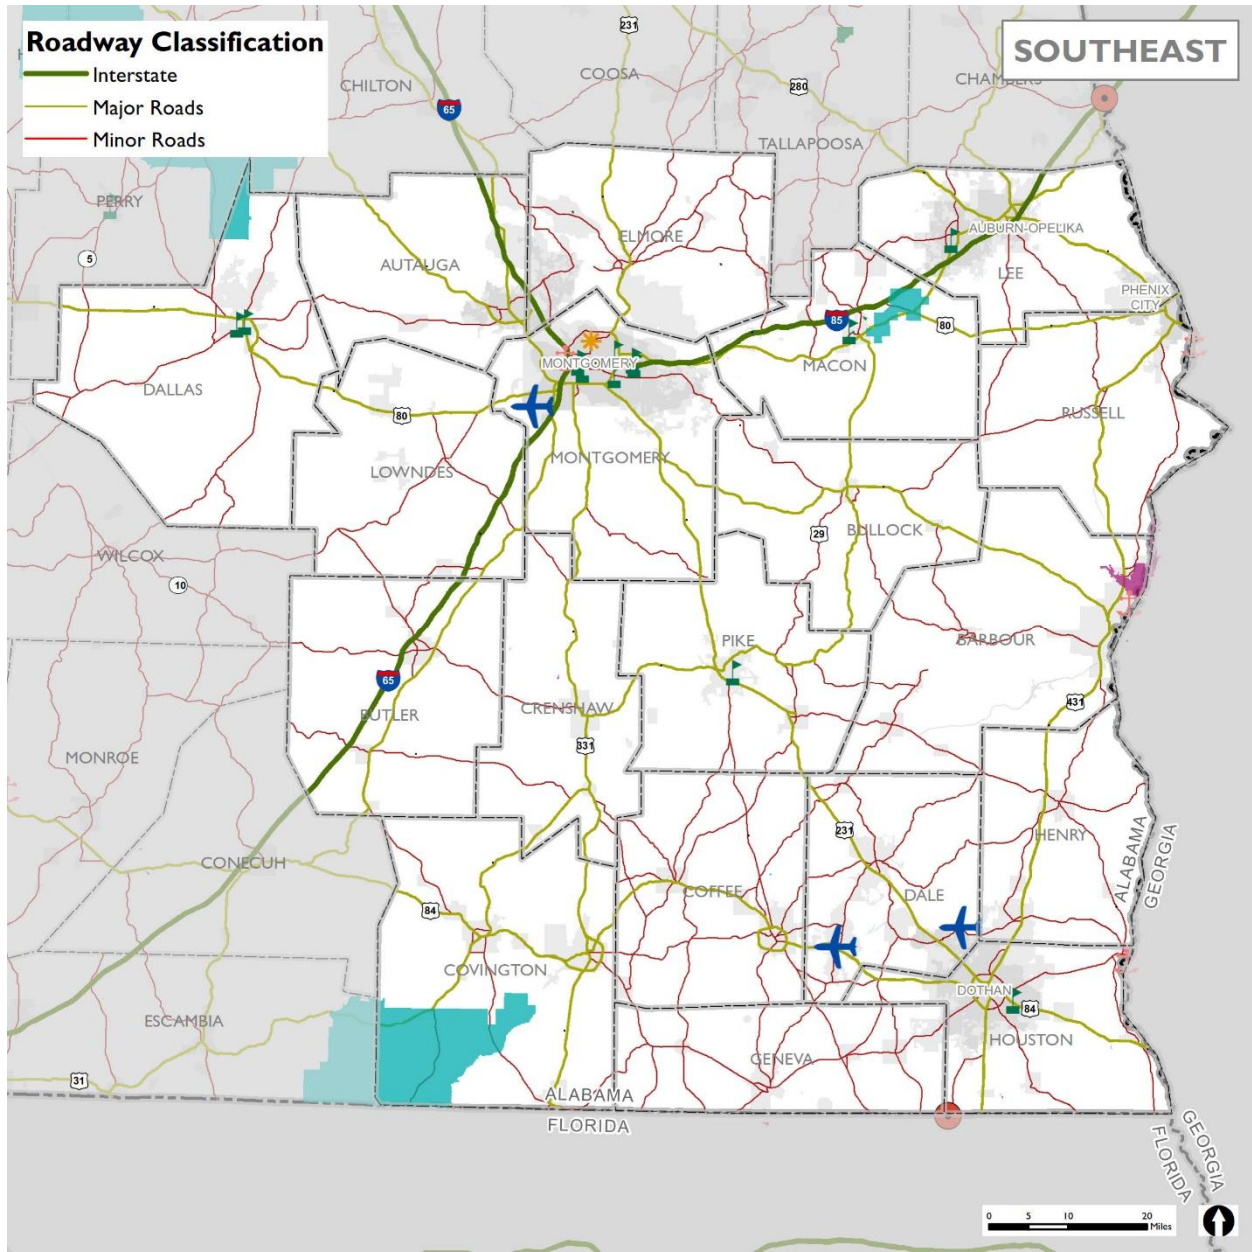 Roadway Classification
Interstate
Major Roads
Minor Roads
SOUTHEAST
231
COOSA
CHILTON
65
280
CHAMBERS
TALLAPOOSA
PERRY
5
ELMORE
AUTAUGA
AUBURN-OPELIKA
LEE
PHENIX
CITY
85
80
MONTGOMERY
MACON
DALLAS
80
RUSSELL
LOWNDES
MONTGOMERY
29
BULLOCK
WILCOX
10
PIKE
BARBOUR
65
BUTLER
CRENSHAW
431
331
MONROE
231
HENRY
ALABAMA
GEORGIA
CONECUH
COFFEE
DALE
84
COVINGTON
DOTHAN
84
ESCAMBIA
HOUSTON
GENEVA
31
ALABAMA
FLORIDA
GEORGIA
FLORIDA
0 5 10 20
Miles